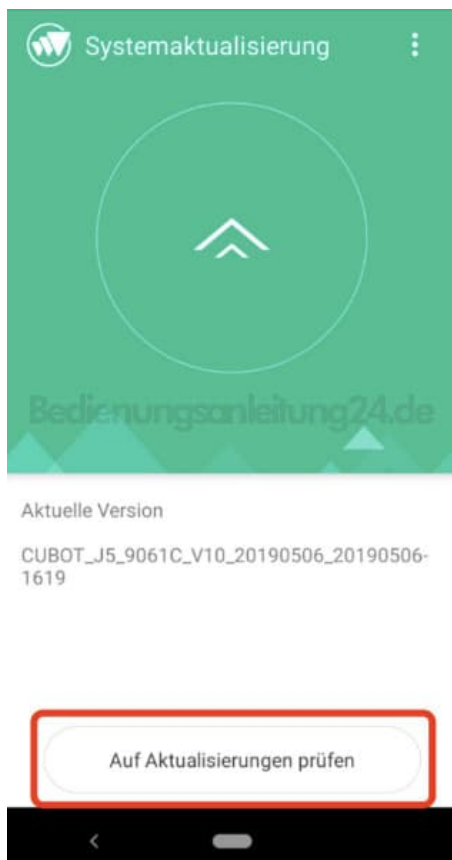 Systemaktualisierung
Bedienungsanleitung24.de
Aktuelle Version
CUBOT_J5_9061C_V10_20190506_20190506-
1619
Auf Aktualisierungen prüfen